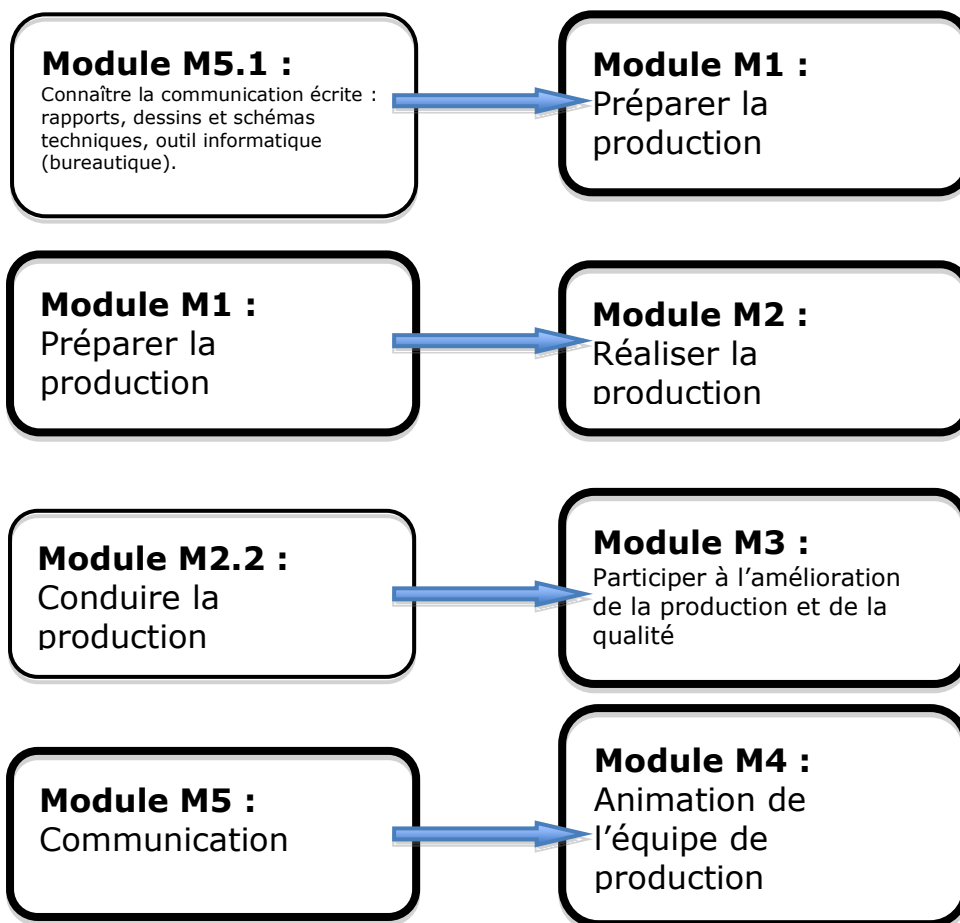 Module M5.1 :
Connaître la communication écrite :
rapports, dessins et schémas
techniques, outil informatique
(bureautique).
Module M1 :
Préparer la
production
Module M1 :
Préparer la
production
Module M2 :
Réaliser la
production
Module M2.2 :
Conduire la
production
Module M3 :
Participer à l’amélioration
de la production et de la
qualité
Module M5 :
Communication
Module M4 :
Animation de
l’équipe de
production